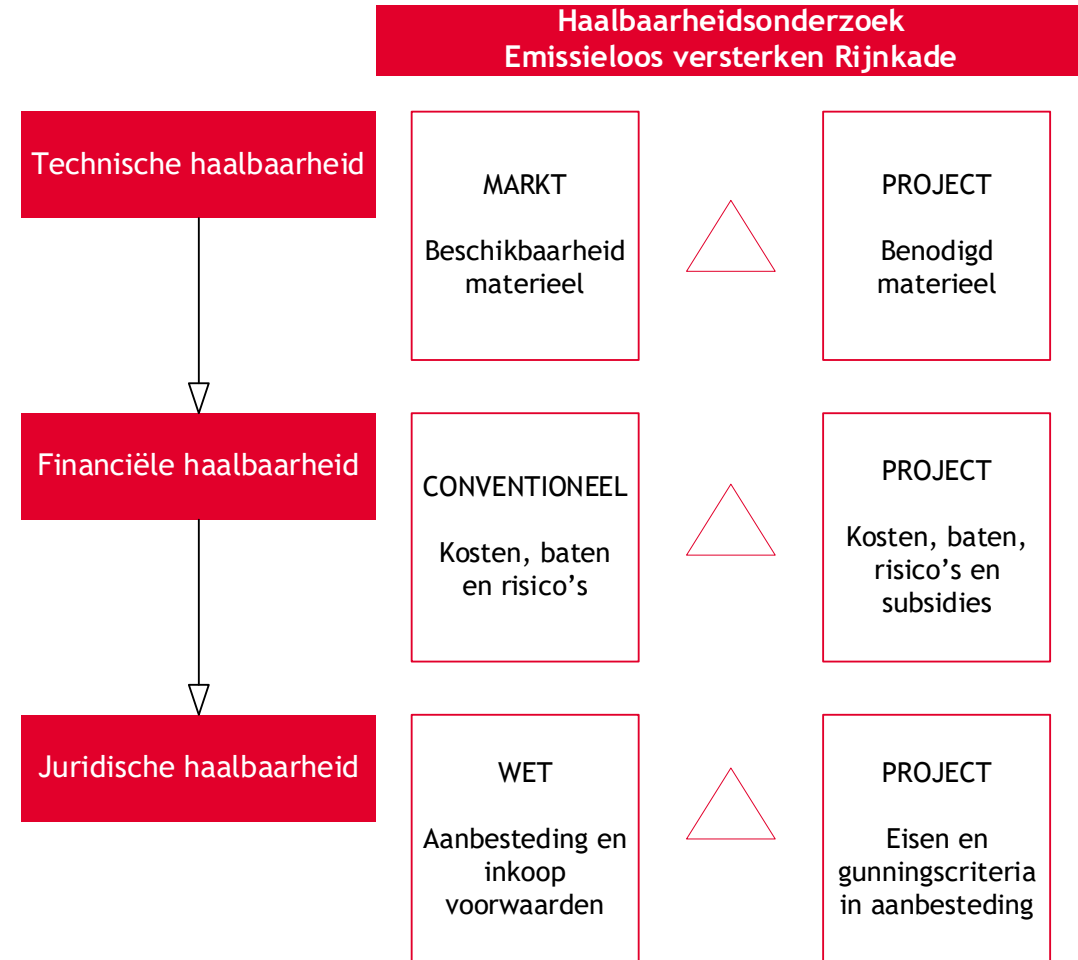 Haalbaarheidsonderzoek
Emissieloos versterken Rijnkade
Technische haalbaarheid
MARKT
Beschikbaarheid
materieel
PROJECT
Benodigd
materieel
Financiële haalbaarheid
CONVENTIONEEL
Kosten, baten
en risico’s
PROJECT
Kosten, baten,
risico’s en
subsidies
Juridische haalbaarheid
WET
Aanbesteding en
inkoop
voorwaarden
PROJECT
Eisen en
gunningscriteria
in aanbesteding